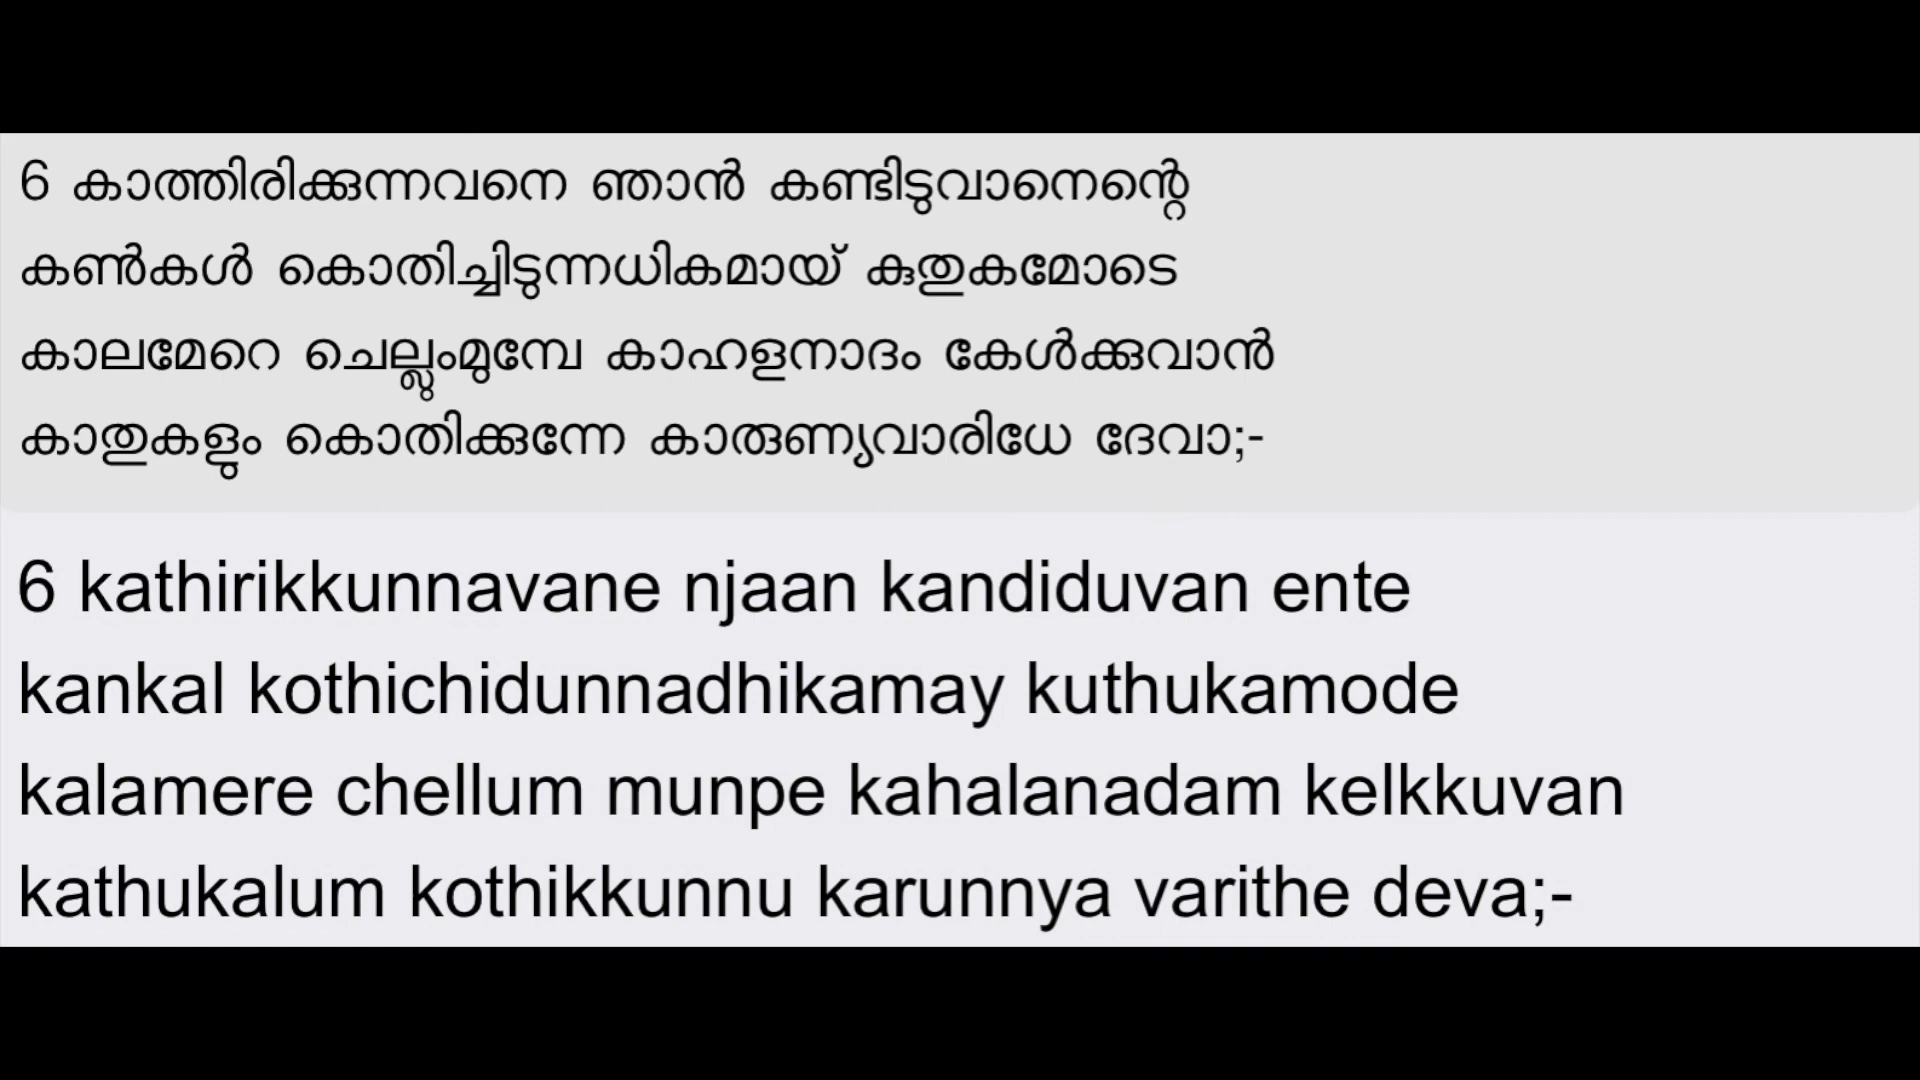 6 കാത്തിരിക്കുന്നവനെ ഞാൻ കണ്ടിടുവാനെന്റെ
കൺകൾ കൊതിച്ചിടുന്നധികമായ് കുതുകമോടെ
കാലമേറെ ചെല്ലുംമുമ്പേ കാഹളനാദം കേൾക്കുവാൻ
കാതുകളും കൊതിക്കുന്നേ കാരുണ്യവാരിധേ ദേവാ;-
6 kathirikkunnavane njaan kandiduvan ente
kankal kothichidunnadhikamay kuthukamode
kalamere chellum munpe kahalanadam kelkkuvan
kathukalum kothikkunnu karunnya varithe deva;-